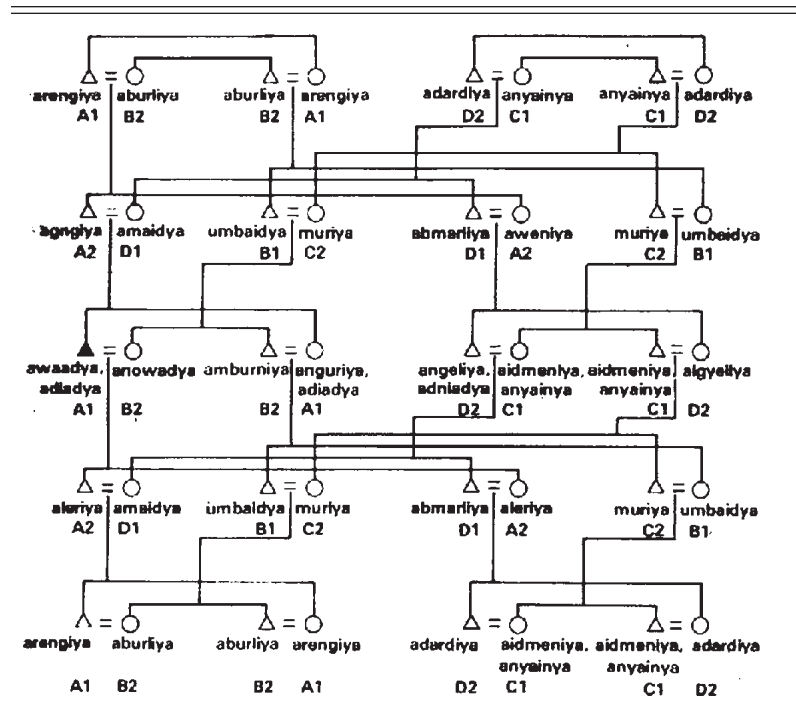 arengiya aburliya aburliya arengiya adardiya anyainya anyainya adardiya
A1 B2 B2 A1 D2 C1 C1 D2
agngiya amaidya umbaidya muriya abmarliya aweniya muriya umbaidya
A2 D1 B1 C2 D1 A2 C2 B1
awaadya, anowadya amburniya anguriya, angeliya, aidmeniya, aidmeniya, algyeliya
adiadya adiadya adniadya anyainya anyainya
A1 B2 B2 A1 D2 C1 C1 D2
aleriya amaidya umbaidya muriya abmarliya aleriya muriya umbaidya
A2 D1 B1 C2 D1 A2 C2 B1
arengiya aburliya aburliya arengiya adardiya aidmeniya, aidmeniya, adardiya
anyainya anyainya
A1 B2 B2 A1 D2 C1 C1 D2